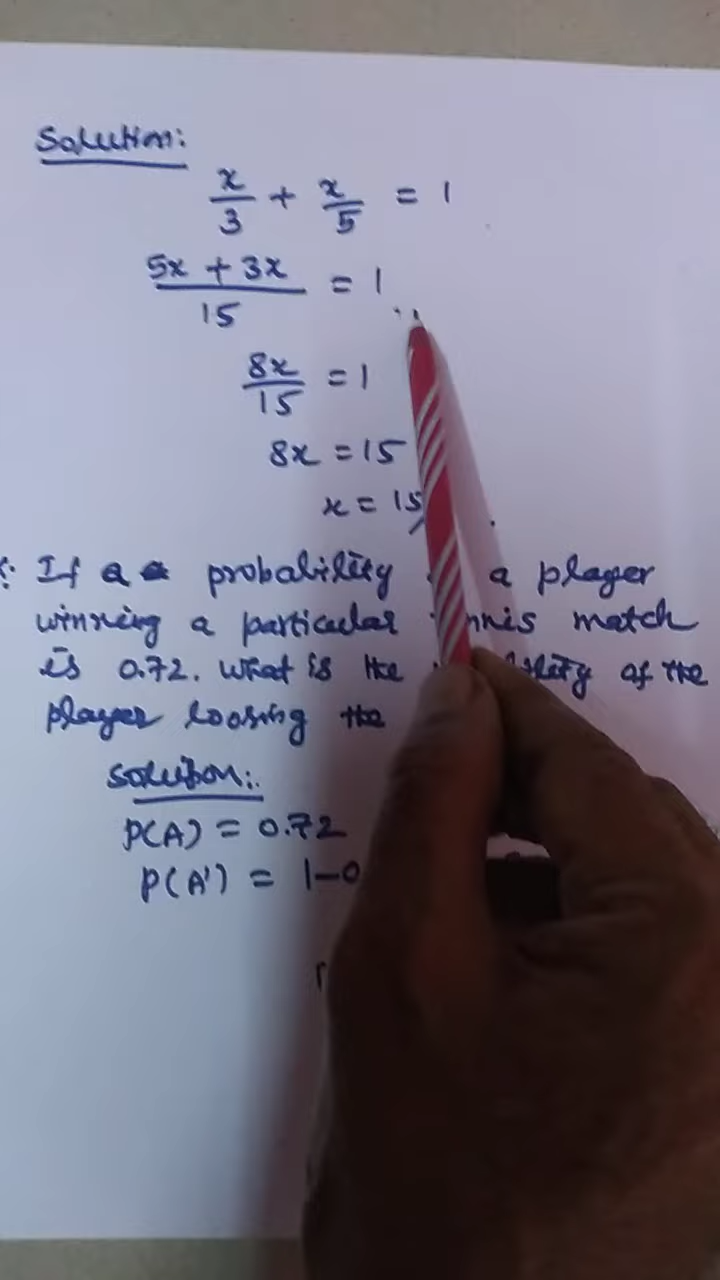 Solution:
x/3 + x/5 = 1
5x + 3x/15 = 1
8x/15 = 1
8x = 15
x = 15/
If a probability a player
winning a particular match
is 0.72. what is the of the
player loosing the
Solution:
P(A) = 0.72
P(A') = 1-0